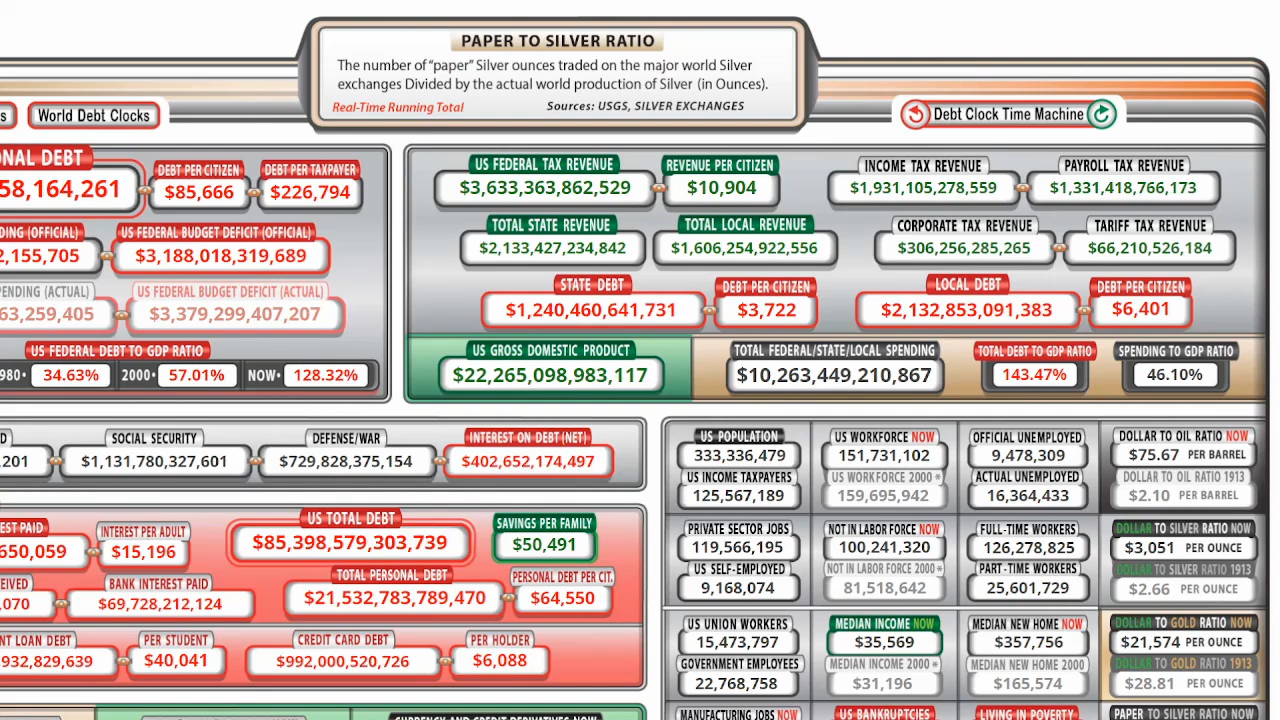 PAPER TO SILVER RATIO
The number of "paper" Silver ounces traded on the major world Silver
exchanges Divided by the actual world production of Silver (in Ounces).
Real-Time Running Total
Sources: USGS, SILVER EXCHANGES
s
World Debt Clocks
Debt Clock Time Machine
ONAL DEBT
58,164,261
DEBT PER CITIZEN
$85,666
DEBT PER TAXPAYER
$226,794
DING (OFFICIAL)
2,155,705
US FEDERAL BUDGET DEFICIT (OFFICIAL)
$3,188,018,319,689
PENDING (ACTUAL)
63,259,405
US FEDERAL BUDGET DEFICIT (ACTUAL)
$3,379,299,407,207
US FEDERAL DEBT TO GDP RATIO
980• 34.63% 2000• 57.01% NOW• 128.32%
US FEDERAL TAX REVENUE
$3,633,363,862,529
REVENUE PER CITIZEN
$10,904
INCOME TAX REVENUE
$1,931,105,278,559
PAYROLL TAX REVENUE
$1,331,418,766,173
TOTAL STATE REVENUE
$2,133,427,234,842
TOTAL LOCAL REVENUE
$1,606,254,922,556
CORPORATE TAX REVENUE
$306,256,285,265
TARIFF TAX REVENUE
$66,210,526,184
STATE DEBT
$1,240,460,641,731
DEBT PER CITIZEN
$3,722
LOCAL DEBT
$2,132,853,091,383
DEBT PER CITIZEN
$6,401
US GROSS DOMESTIC PRODUCT
$22,265,098,983,117
TOTAL FEDERAL/STATE/LOCAL SPENDING
$10,263,449,210,867
TOTAL DEBT TO GDP RATIO
143.47%
SPENDING TO GDP RATIO
46.10%
D
201
SOCIAL SECURITY
$1,131,780,327,601
DEFENSE/WAR
$729,828,375,154
INTEREST ON DEBT (NET)
$402,652,174,497
EST PAID
650,059
INTEREST PER ADULT
$15,196
US TOTAL DEBT
$85,398,579,303,739
SAVINGS PER FAMILY
$50,491
EIVED
,070
BANK INTEREST PAID
$69,728,212,124
TOTAL PERSONAL DEBT
$21,532,783,789,470
PERSONAL DEBT PER CIT.
$64,550
NT LOAN DEBT
,932,829,639
PER STUDENT
$40,041
CREDIT CARD DEBT
$992,000,520,726
PER HOLDER
$6,088
US POPULATION
333,336,479
US INCOME TAXPAYERS
125,567,189
US WORKFORCE NOW
151,731,102
US WORKFORCE 2000 *
159,695,942
OFFICIAL UNEMPLOYED
9,478,309
ACTUAL UNEMPLOYED
16,364,433
DOLLAR TO OIL RATIO NOW
$75.67 PER BARREL
DOLLAR TO OIL RATIO 1913
$2.10 PER BARREL
PRIVATE SECTOR JOBS
119,566,195
US SELF-EMPLOYED
9,168,074
NOT IN LABOR FORCE NOW
100,241,320
NOT IN LABOR FORCE 2000 *
81,518,642
FULL-TIME WORKERS
126,278,825
PART-TIME WORKERS
25,601,729
DOLLAR TO SILVER RATIO NOW
$3,051 PER OUNCE
DOLLAR TO SILVER RATIO 1913
$2.66 PER OUNCE
US UNION WORKERS
15,473,797
GOVERNMENT EMPLOYEES
22,768,758
MEDIAN INCOME NOW
$35,569
MEDIAN INCOME 2000 *
$31,196
MEDIAN NEW HOME NOW
$357,756
MEDIAN NEW HOME 2000
$165,574
DOLLAR TO GOLD RATIO NOW
$21,574 PER OUNCE
DOLLAR TO GOLD RATIO 1913
$28.81 PER OUNCE
CURRENCY AND CREDIT DERIVATIVES NOW
MANUFACTURING JOBS NOW
US BANKRUPTCIES
LIVING IN POVERTY
PAPER TO SILVER RATIO NOW